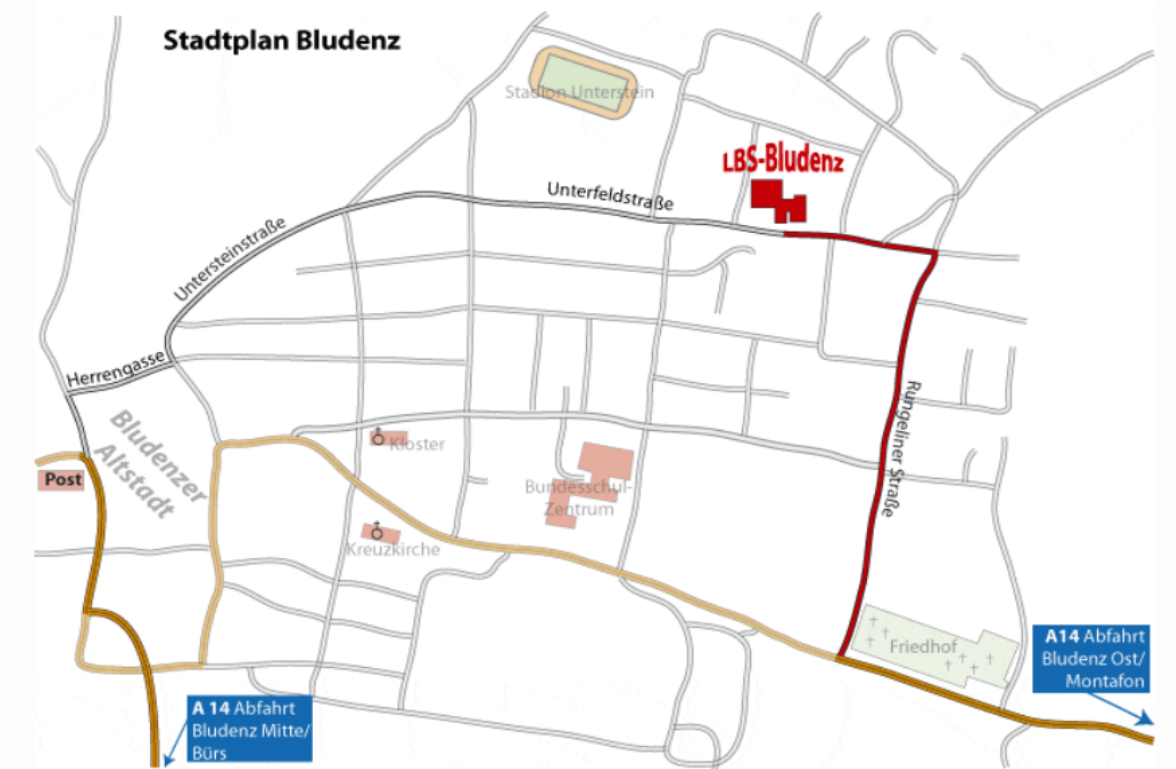 Stadtplan Bludenz
Stadion Unterstein
LBS-Bludenz
Unterfeldstraße
Untersteinstraße
Herrengasse
Bludenzer
Altstadt
Rungeliner Straße
Kloster
Post
Bundesschul-
Zentrum
Kreuzkirche
Friedhof
A14 Abfahrt
Bludenz Ost/
Montafon
A 14 Abfahrt
Bludenz Mitte/
Bürs